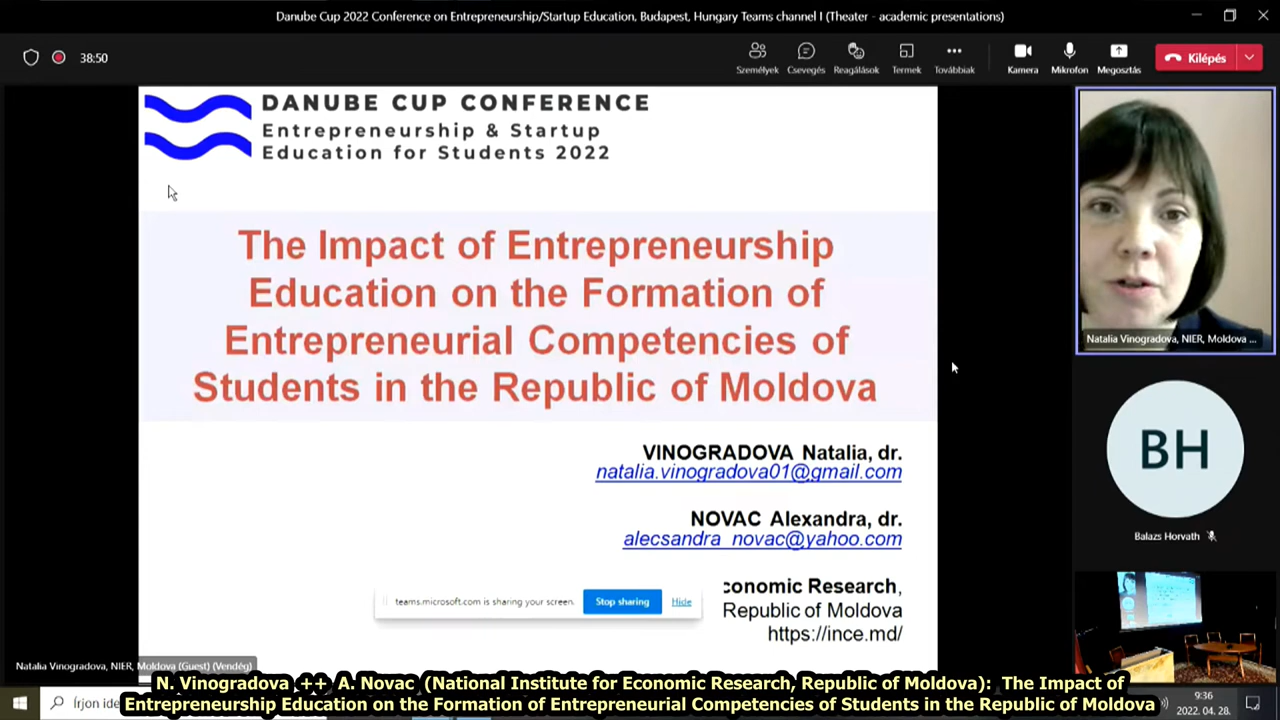 Danube Cup 2022 Conference on Entrepreneurship/Startup Education, Budapest, Hungary Teams channel I (Theater - academic presentations)
38:50
Személyek
Csevegés
Reagálások
Termek
Továbbiak
Kamera
Mikrofon
Megosztás
Kilépés
DANUBE CUP CONFERENCE
Entrepreneurship & Startup
Education for Students 2022
The Impact of Entrepreneurship
Education on the Formation of
Entrepreneurial Competencies of
Students in the Republic of Moldova
VINOGRADOVA Natalia, dr.
natalia.vinogradova01@gmail.com
NOVAC Alexandra, dr.
alecsandra_novac@yahoo.com
conomic Research,
Republic of Moldova
https://ince.md/
teams.microsoft.com is sharing your screen.
Stop sharing
Hide
Natalia Vinogradova, NIER, Moldova ...
BH
Balazs Horvath
Natalia Vinogradova, NIER, Moldova (Guest) (Vendég)
N. Vinogradova ++ A. Novac (National Institute for Economic Research, Republic of Moldova): The Impact of
Entrepreneurship Education on the Formation of Entrepreneurial Competencies of Students in the Republic of Moldova
Írjon ide
9:36
2022. 04. 28.